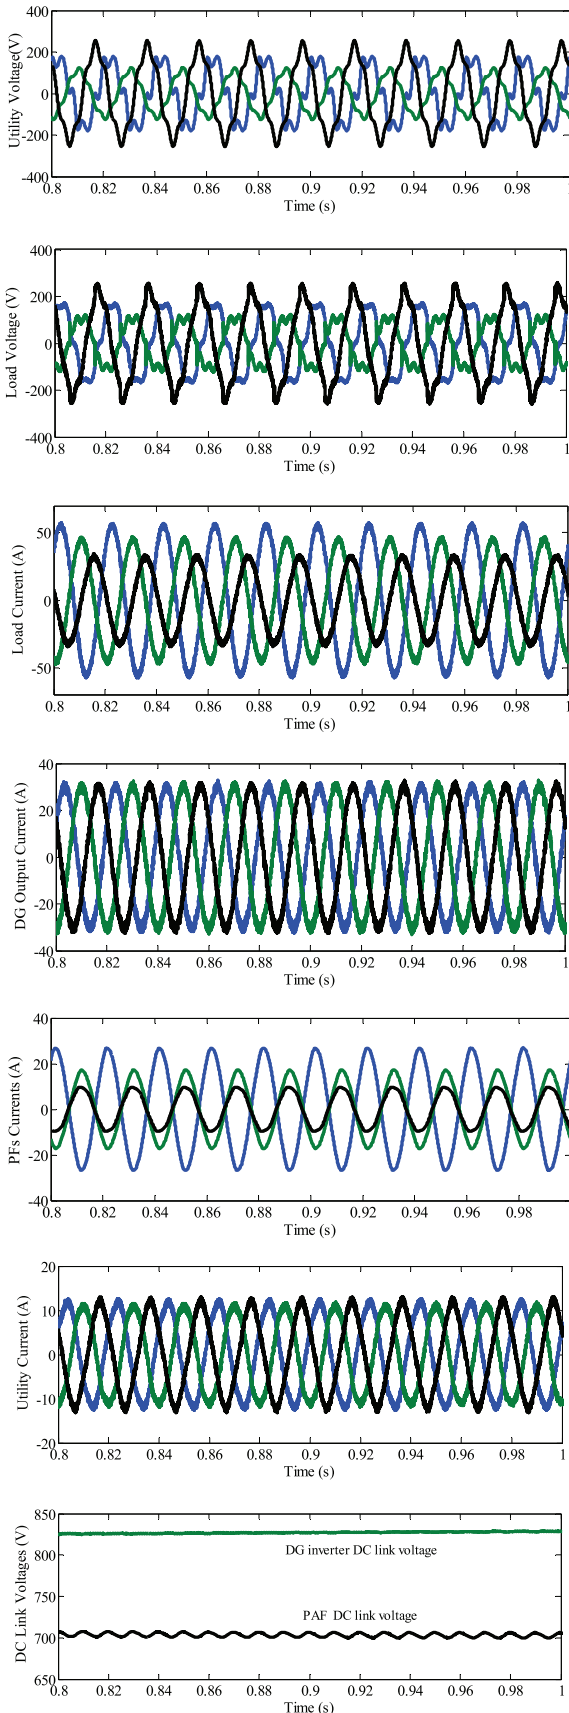 400
200
0
-200
-400
Utility Voltage(V)
0.8 0.82 0.84 0.86 0.88 0.9 0.92 0.94 0.96 0.98 1
Time (s)
400
200
0
-200
-400
Load Voltage (V)
0.8 0.82 0.84 0.86 0.88 0.9 0.92 0.94 0.96 0.98 1
Time (s)
50
0
-50
Load Current (A)
0.8 0.82 0.84 0.86 0.88 0.9 0.92 0.94 0.96 0.98 1
Time (s)
40
20
0
-20
-40
DG Output Current (A)
0.8 0.82 0.84 0.86 0.88 0.9 0.92 0.94 0.96 0.98 1
Time (s)
40
20
0
-20
-40
PFs Currents (A)
0.8 0.82 0.84 0.86 0.88 0.9 0.92 0.94 0.96 0.98
Time (s)
20
10
0
-10
-20
Utility Current (A)
0.8 0.82 0.84 0.86 0.88 0.9 0.92 0.94 0.96 0.98 1
Time (s)
850
800
750
700
650
DC Link Voltages (V)
DG inverter DC link voltage
PAF DC link voltage
0.8 0.82 0.84 0.86 0.88 0.9 0.92 0.94 0.96 0.98 1
Time (s)